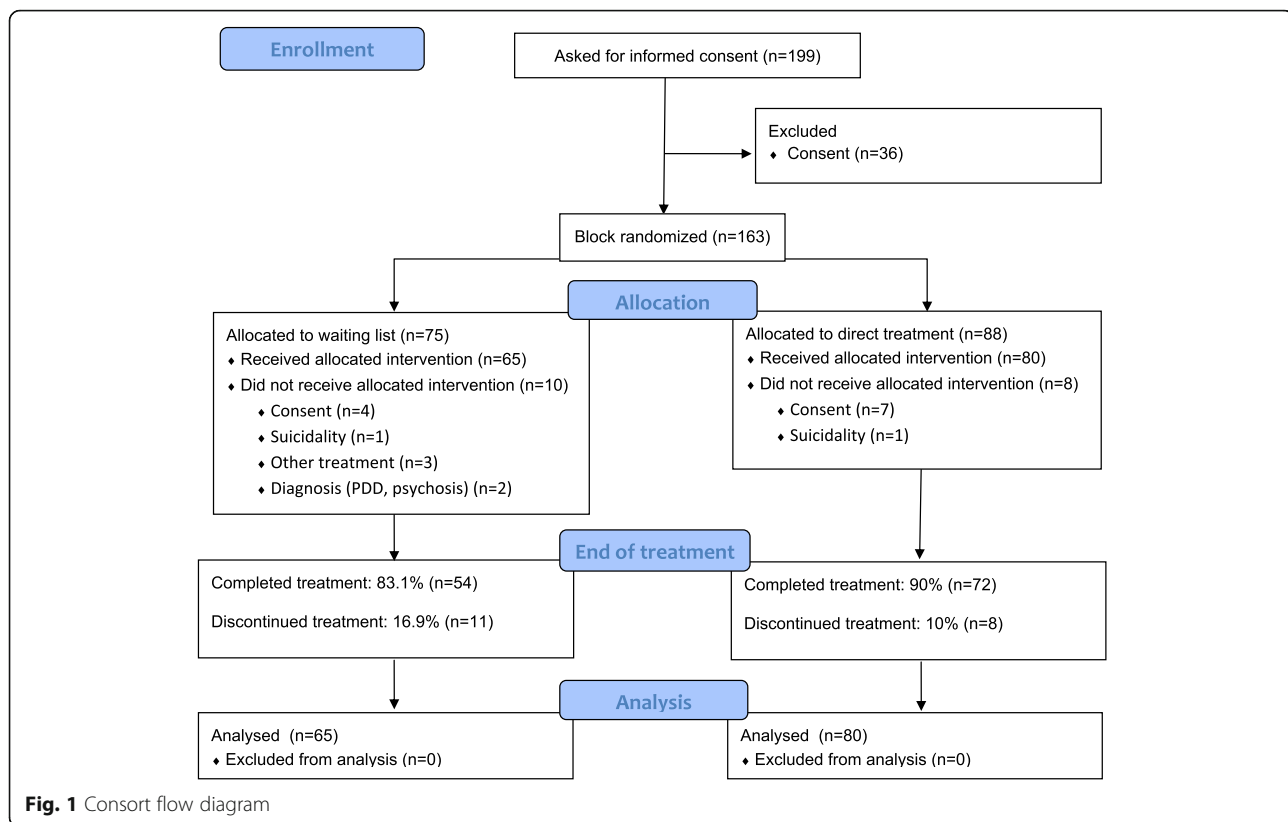 Enrollment
Asked for informed consent (n=199)
Excluded
♦ Consent (n=36)
Block randomized (n=163)
Allocation
Allocated to waiting list (n=75)
♦ Received allocated intervention (n=65)
♦ Did not receive allocated intervention (n=10)
♦ Consent (n=4)
♦ Suicidality (n=1)
♦ Other treatment (n=3)
♦ Diagnosis (PDD, psychosis) (n=2)
Allocated to direct treatment (n=88)
♦ Received allocated intervention (n=80)
♦ Did not receive allocated intervention (n=8)
♦ Consent (n=7)
♦ Suicidality (n=1)
End of treatment
Completed treatment: 83.1% (n=54)
Discontinued treatment: 16.9% (n=11)
Completed treatment: 90% (n=72)
Discontinued treatment: 10% (n=8)
Analysis
Analysed (n=65)
♦ Excluded from analysis (n=0)
Analysed (n=80)
♦ Excluded from analysis (n=0)
Fig. 1 Consort flow diagram